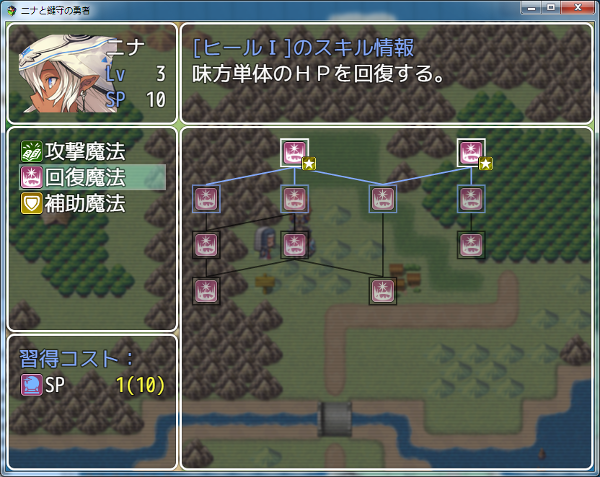 ニナと鍵守の勇者
ニナ
Lv 3
SP 10
[ヒールⅠ]のスキル情報
味方単体のＨＰを回復する。
攻撃魔法
回復魔法
補助魔法
習得コスト：
SP 1(10)